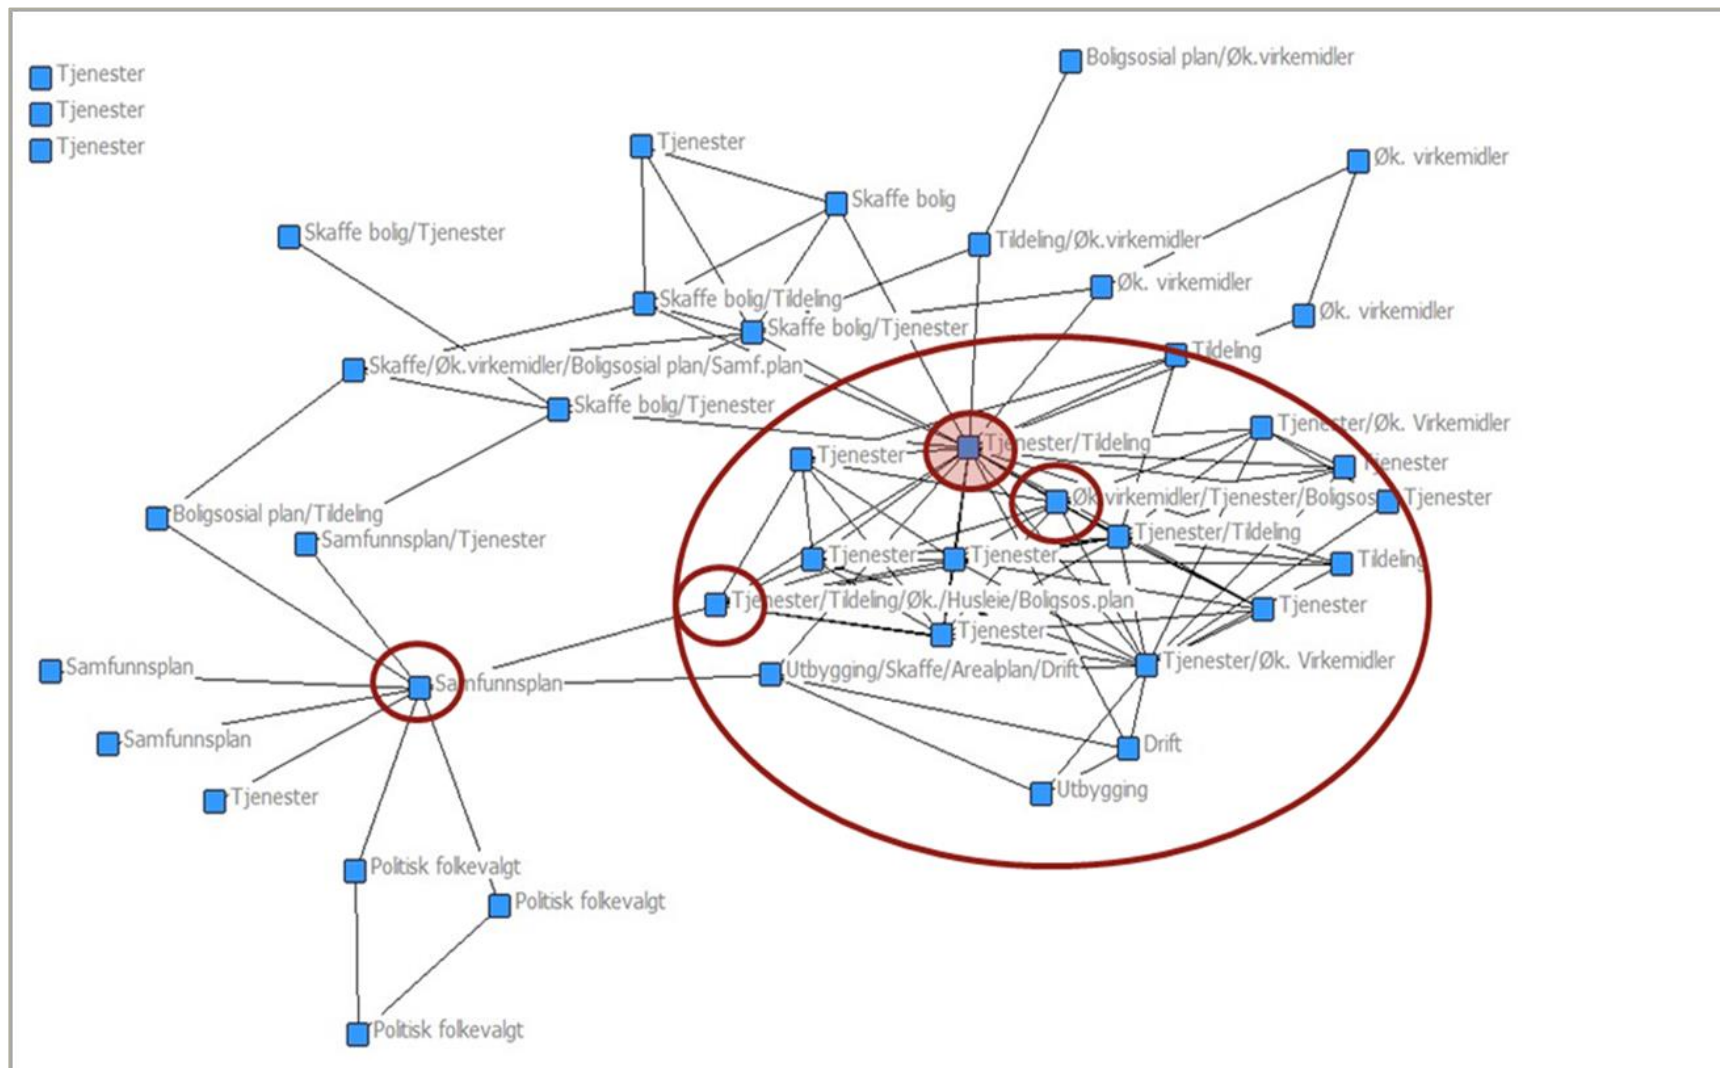 Boligsosial plan/Øk.virkemidler
Tjenester
Tjenester
Tjenester
Tjenester
Øk. virkemidler
Skaffe bolig
Skaffe bolig/Tjenester
Tildeling/Øk.virkemidler
Øk. virkemidler
Skaffe bolig/Tildeling
Øk. virkemidler
Skaffe bolig/Tjenester
Tildeling
Skaffe/Øk.virkemidler/Boligsosial plan/Samf.plan
Skaffe bolig/Tjenester
Tjenester/Øk. Virkemidler
Tjenester/Tildeling
Tjenester
Tjenester
Øk.virkemidler/Tjenester/Boligsos
Tjenester
Boligsosial plan/Tildeling
Tjenester/Tildeling
Samfunnsplan/Tjenester
Tjenester
Tjenester
Tildeling
Tjenester/Tildeling/Øk./Husleie/Boligsos.plan
Tjenester
Tjenester
Tjenester/Øk. Virkemidler
Samfunnsplan
Utbygging/Skaffe/Arealplan/Drift
Samfunnsplan
Samfunnsplan
Drift
Utbygging
Tjenester
Politisk folkevalgt
Politisk folkevalgt
Politisk folkevalgt